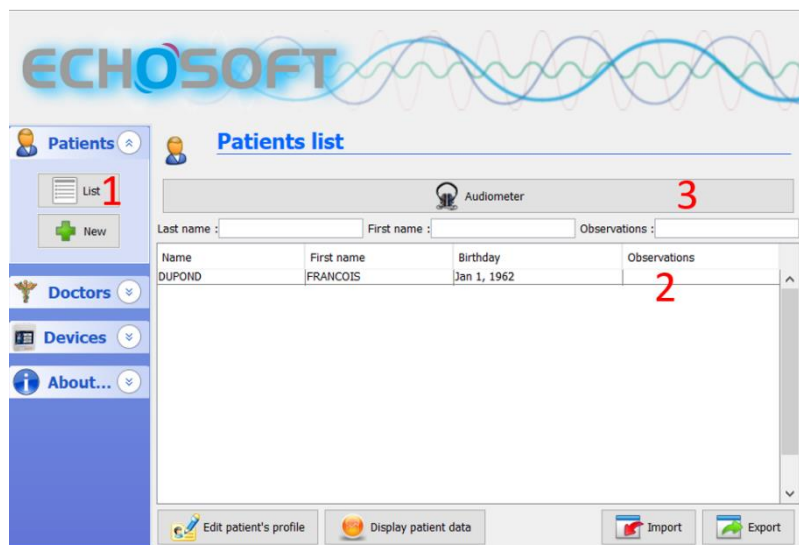 ECHOSOFT
Patients
Patients list
List 1
Audiometer 3
New
Last name :
First name :
Observations :
Name First name Birthday Observations
DUPOND FRANCOIS Jan 1, 1962
2
Doctors
Devices
About...
Edit patient's profile
Display patient data
Import
Export